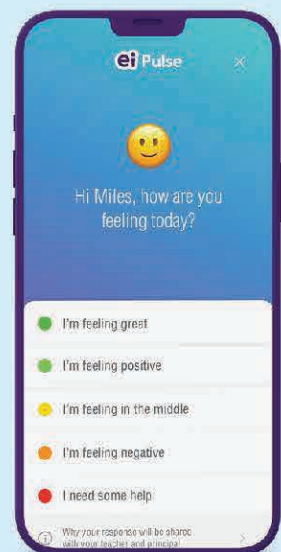 ei Pulse
Hi Miles, how are you
feeling today?
I'm feeling great
I'm feeling positive
I'm feeling in the middle
I'm feeling negative
I need some help
Why your response will be shared
with your teacher and principal